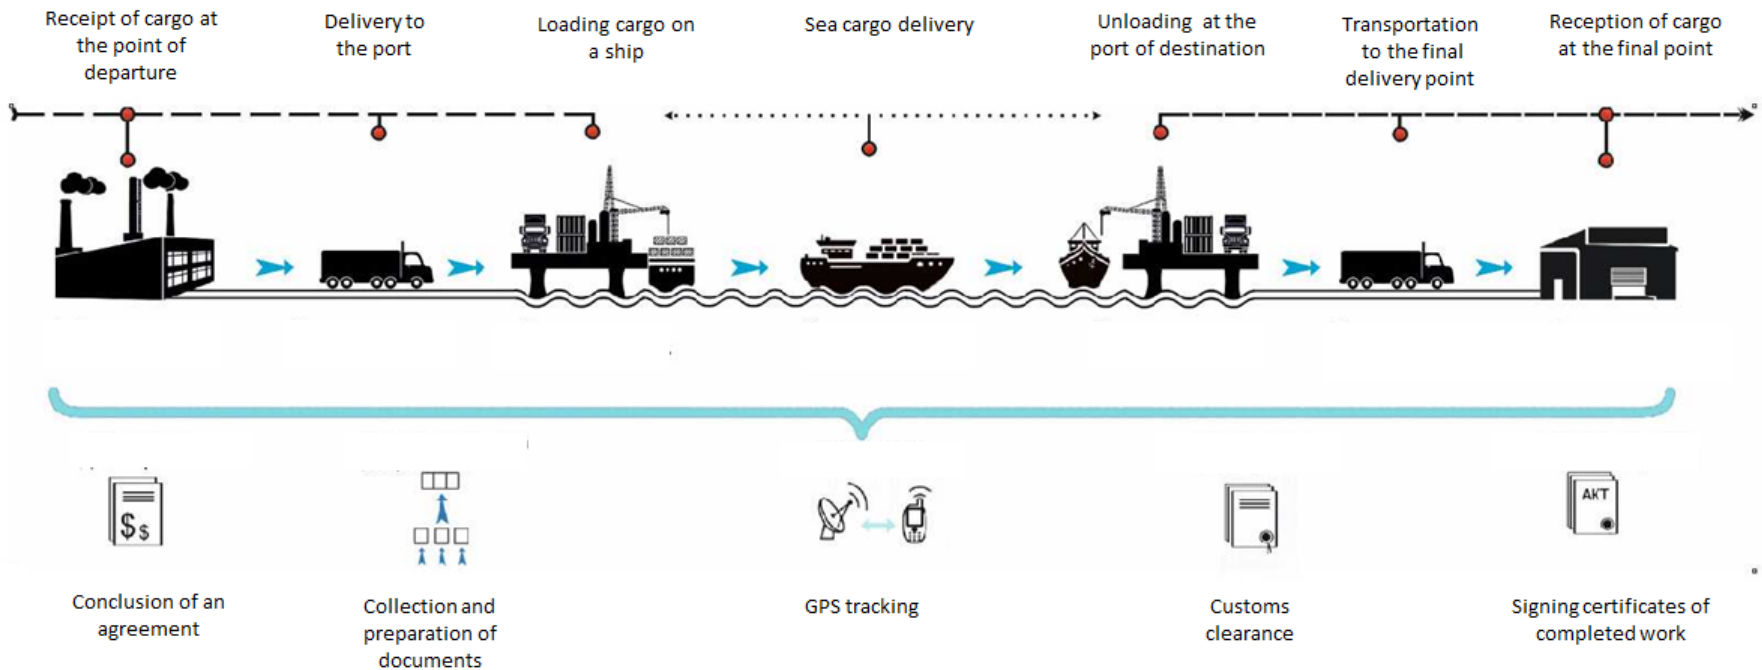 Receipt of cargo at
the point of
departure
Delivery to
the port
Loading cargo on
a ship
Sea cargo delivery
Unloading at the
port of destination
Transportation
to the final
delivery point
Reception of cargo
at the final point
$ $
АКТ
Conclusion of an
agreement
Collection and
preparation of
documents
GPS tracking
Customs
clearance
Signing certificates of
completed work